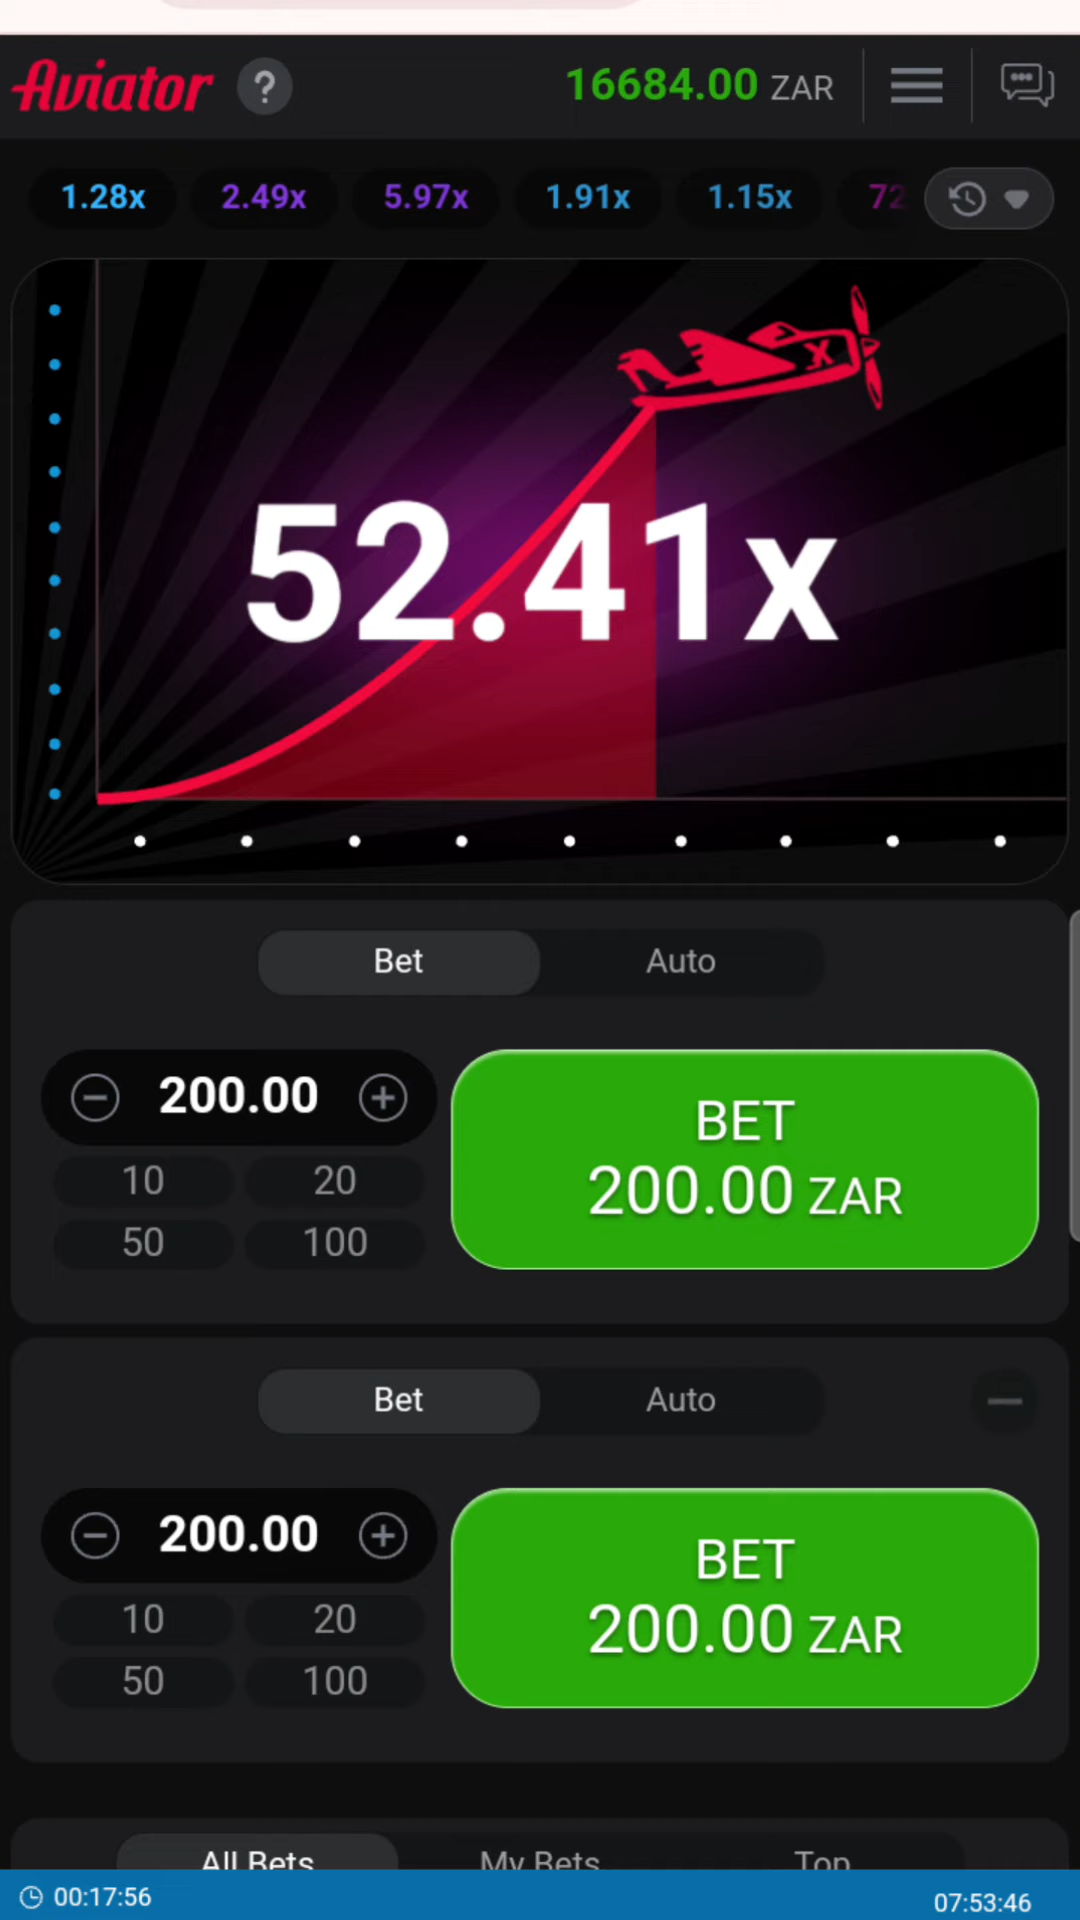 Aviator ? 16684.00 ZAR
1.28x 2.49x 5.97x 1.91x 1.15x 72
X
52.41x
Bet Auto
200.00
10 20
50 100
BET
200.00 ZAR
Bet Auto
200.00
10 20
50 100
BET
200.00 ZAR
All Bets My Bets Top
00:17:56 07:53:46